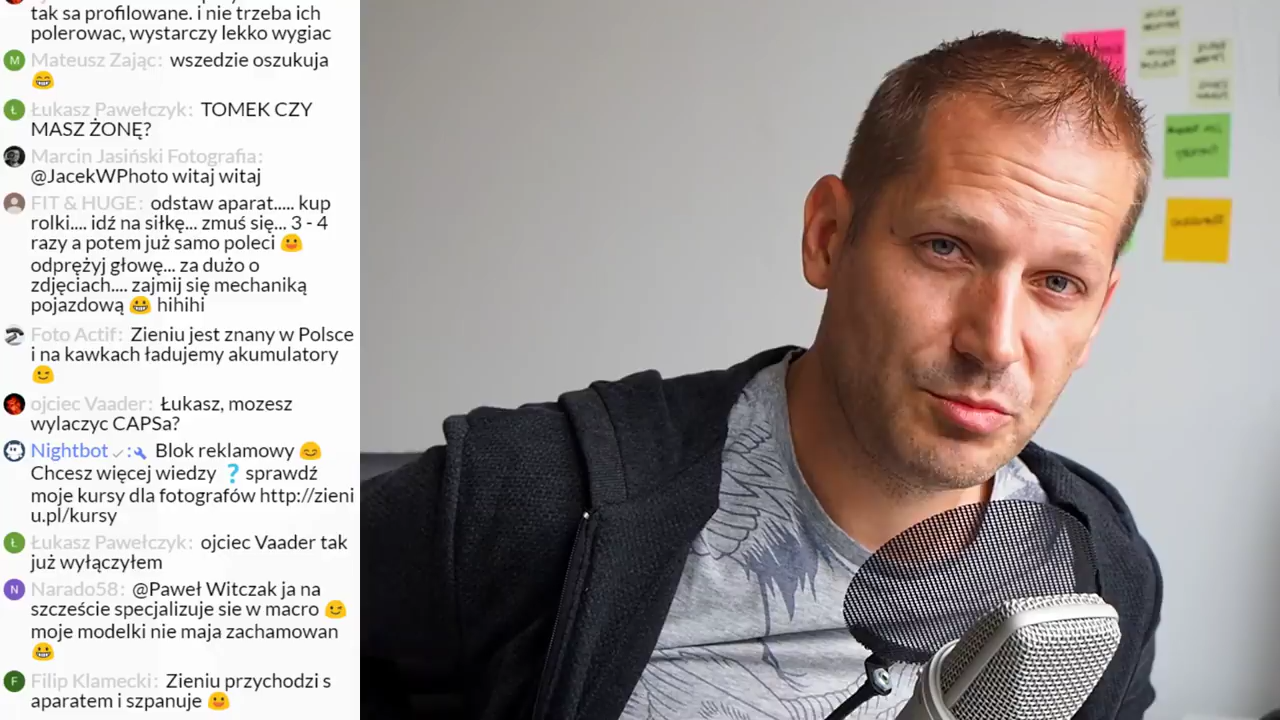 tak sa profilowane. i nie trzeba ich
polerowac, wystarczy lekko wygiac
M Mateusz Zając: wszedzie oszukuja
😁
Ł Łukasz Pawełczyk: TOMEK CZY
MASZ ŻONĘ?
Marcin Jasiński Fotografia:
@JacekWPhoto witaj witaj
FIT & HUGE: odstaw aparat..... kup
rolki.... idź na siłkę... zmuś się... 3 - 4
razy a potem już samo poleci 😃
odprężyj głowę... za dużo o
zdjęciach.... zajmij się mechaniką
pojazdową 😀 hihihi
Foto Actif: Zieniu jest znany w Polsce
i na kawkach ładujemy akumulatory
😉
ojciec Vaader: Łukasz, mozesz
wylaczyc CAPSa?
Nightbot: Blok reklamowy 😊
Chcesz więcej wiedzy ❔ sprawdź
moje kursy dla fotografów http://zieni
u.pl/kursy
Ł Łukasz Pawełczyk: ojciec Vaader tak
już wyłączyłem
N Narado58: @Paweł Witczak ja na
szczeście specjalizuje sie w macro 😉
moje modelki nie maja zachamowan
😀
F Filip Klamecki: Zieniu przychodzi s
aparatem i szpanuje 😃